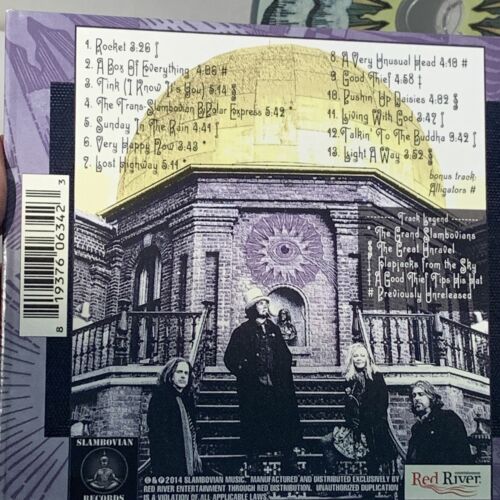 1. Rocket 3:26 ∫
2. A Box Of Everything 4:06 #
3. Tink (I Know It's You) 5:14 §
4. The Trans-Slambovian Bi-Polar Express 5:42 *
5. Sunday In The Rain 4:41 ∫
6. Very Happy Now 3:43 *
7. Lost Highway 5:11 *
8. A Very Unusual Head 4:10 #
9. Good Thief 4:58 ‡
10. Pushin' Up Daisies 4:02 §
11. Living With God 3:47 ∫
12. Talkin' To The Buddha 9:42 ∫
13. Light A Way 3:52 §
bonus track:
Alligators #
Track Legend
* The Grand Slambovians
§ The Great Unravel
Flapjacks From the Sky
A Good Thief Tips His Hat
# Previously Unreleased
8 19376 06342 3
SLAMBOVIAN
RECORDS
©℗2014 SLAMBOVIAN MUSIC. MANUFACTURED AND DISTRIBUTED EXCLUSIVELY BY
RED RIVER ENTERTAINMENT THROUGH RED DISTRIBUTION. UNAUTHORIZED DUPLICATION
IS A VIOLATION OF ALL APPLICABLE LAWS
Red River